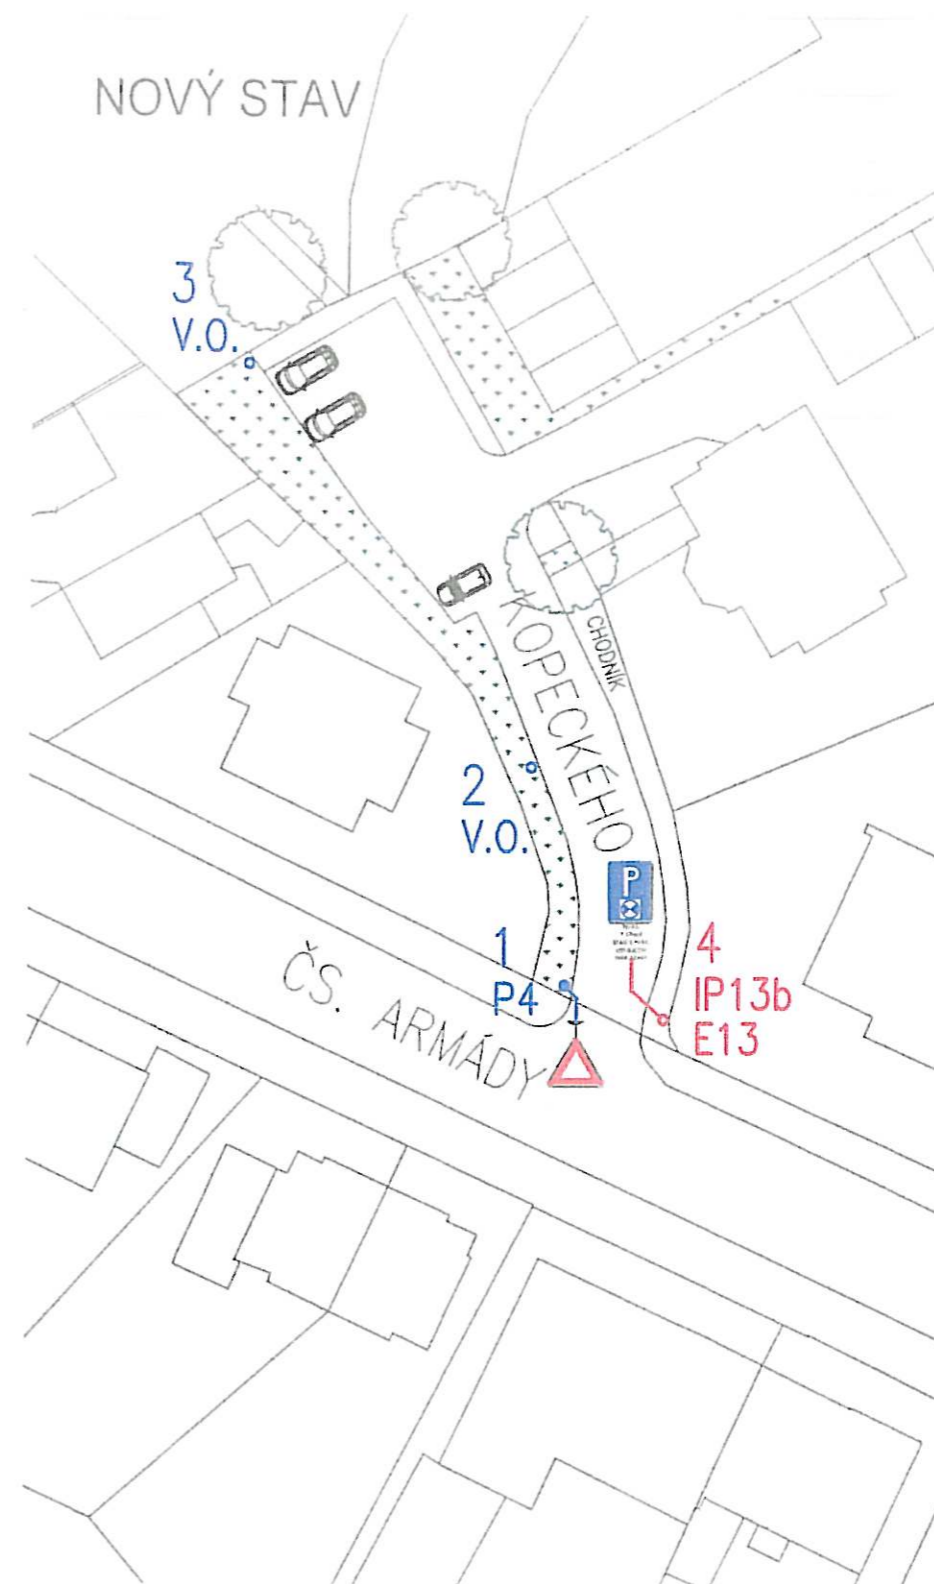 NOVÝ STAV
3
V.O.
CHODNÍK
KOPECKÉHO
2
V.O.
P
1
P4
4
IP13b
E13
ČS. ARMÁDY